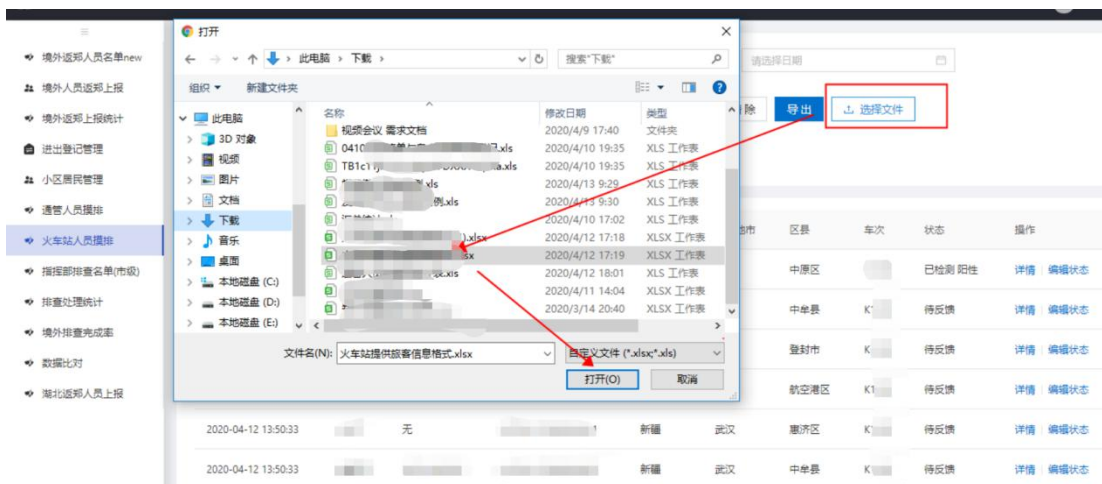 境外返郑人员名单new
境外人员返郑上报
境外返郑上报统计
进出登记管理
小区居民管理
通管人员摸排
火车站人员摸排
指挥部排查名单(市级)
排查处理统计
境外排查完成率
数据比对
湖北返郑人员上报
打开
此电脑 > 下载 >
搜索"下载"
组织 新建文件夹
此电脑
3D 对象
视频
图片
文档
下载
音乐
桌面
本地磁盘 (C:)
本地磁盘 (D:)
本地磁盘 (E:)
名称 修改日期 类型
视频会议 需求文档 2020/4/9 17:40 文件夹
.xls 2020/4/10 19:35 XLS 工作表
.xls 2020/4/10 19:35 XLS 工作表
.xls 2020/4/13 9:29 XLS 工作表
例.xls 2020/4/13 9:30 XLS 工作表
2020/4/10 17:02 XLS 工作表
.xlsx 2020/4/12 17:18 XLSX 工作表
2020/4/12 17:19 XLSX 工作表
2020/4/12 18:01 XLS 工作表
2020/4/11 14:04 XLSX 工作表
2020/3/14 20:40 XLSX 工作表
文件名(N): 火车站提供旅客信息格式.xlsx 自定义文件 (*.xlsx;*.xls)
打开(O) 取消
请选择日期
除 导出 选择文件
区县 车次 状态 操作
中原区 已检测 阳性 详情 编辑状态
中牟县 待反馈 详情 编辑状态
登封市 K 待反馈 详情 编辑状态
航空港区 K1 待反馈 详情 编辑状态
2020-04-12 13:50:33 无 新疆 武汉 惠济区 待反馈 详情 编辑状态
2020-04-12 13:50:33 新疆 武汉 中牟县 待反馈 详情 编辑状态